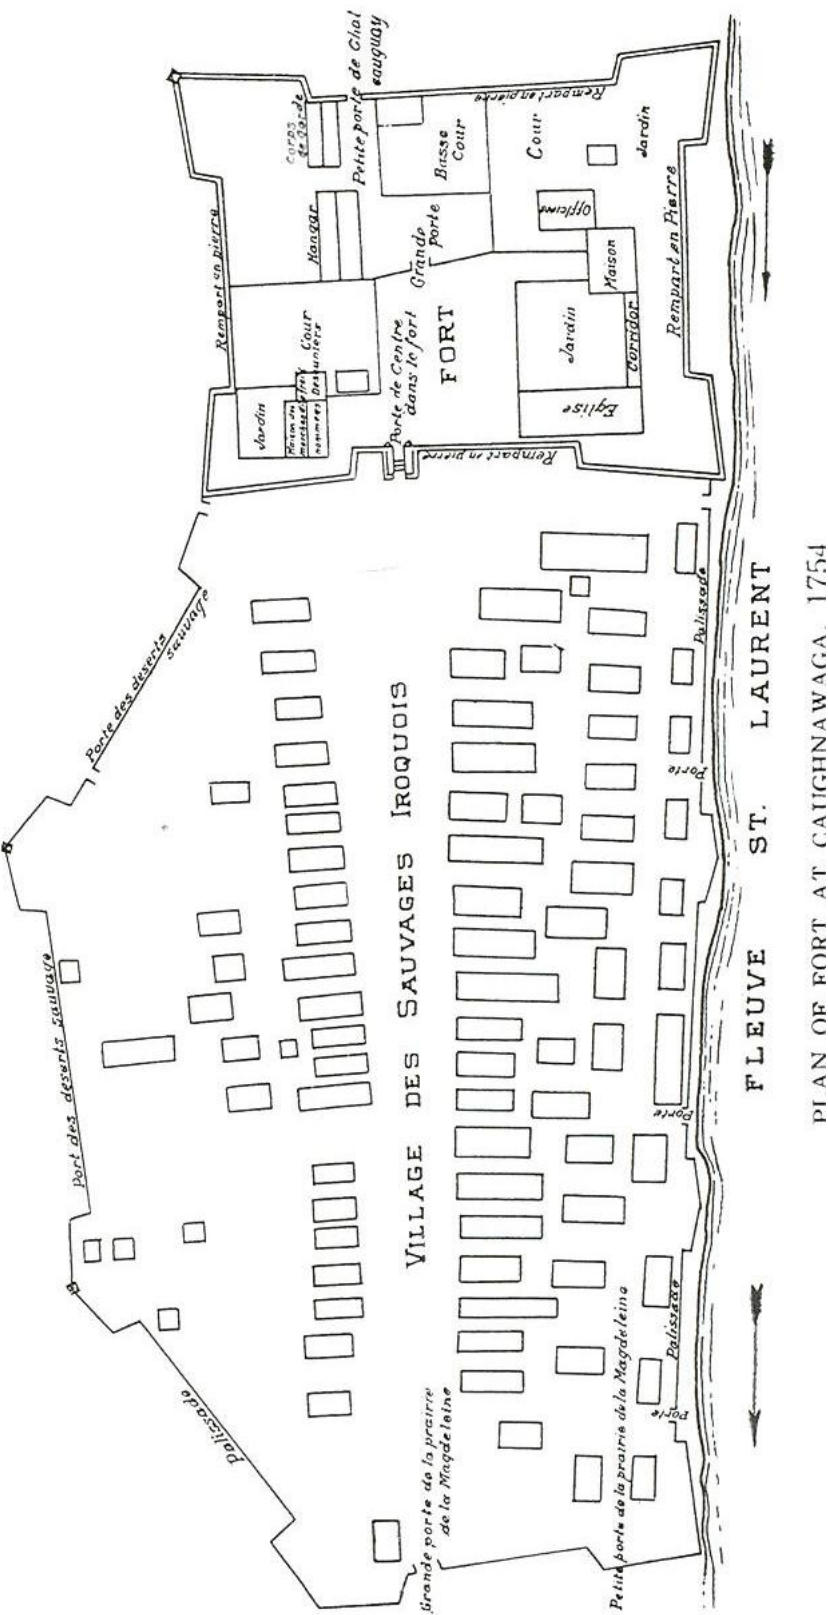 Petite porte de Chat
eauguay
Corps
de Garde
Rempart en pierre
Basse
Cour
Cour
Jardin
Rempart en pierre
Hangar
Grande
Porte
Officines
Maison
Rempart en Pierre
Cour
FORT
Jardin
Corridor
Porte de Centre
dans le fort
Jardin
Eglise
Rempart en pierre
Porte des deserts
sauvage
Palissade
Porte
Port des deserts sauvage
VILLAGE DES SAUVAGES IROQUOIS
Porte
Palissade
Palissade
Porte
Grande porte de la prairie
de la Magdeleine
Petite porte de la prairie de la Magdeleine
FLEUVE ST. LAURENT
PLAN OF FORT AT CAUGHNAWAGA, 1754